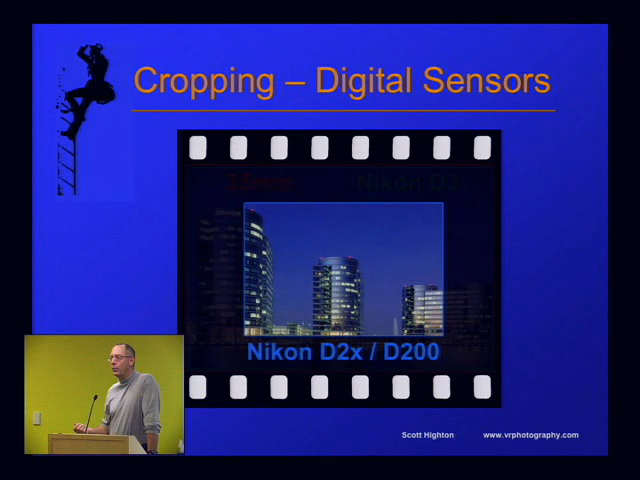 Cropping – Digital Sensors
35mm Nikon D3
Nikon D2x / D200
Scott Highton www.vrphotography.com